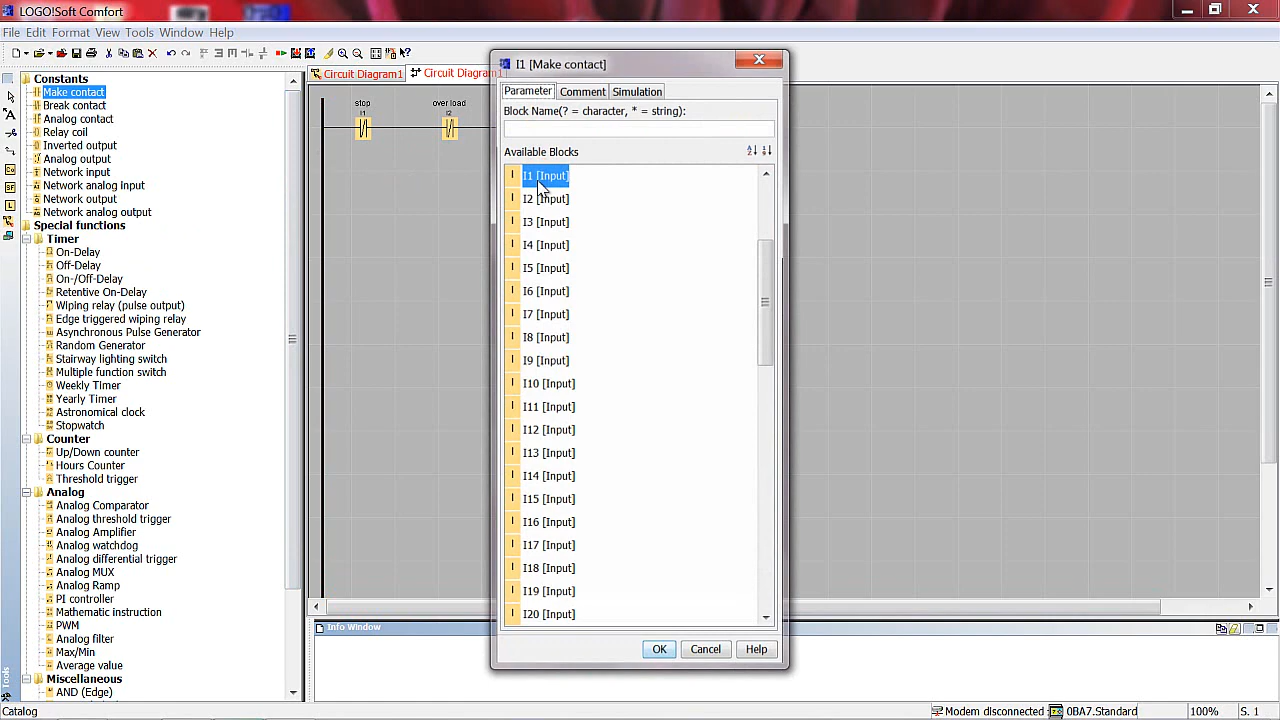 LOGO!Soft Comfort
File Edit Format View Tools Window Help
Constants
Make contact
Break contact
Analog contact
Relay coil
Inverted output
Analog output
Network input
Network analog input
Network output
Network analog output
Special functions
Timer
On-Delay
Off-Delay
On-/Off-Delay
Retentive On-Delay
Wiping relay (pulse output)
Edge triggered wiping relay
Asynchronous Pulse Generator
Random Generator
Stairway lighting switch
Multiple function switch
Weekly Timer
Yearly Timer
Astronomical clock
Stopwatch
Counter
Up/Down counter
Hours Counter
Threshold trigger
Analog
Analog Comparator
Analog threshold trigger
Analog Amplifier
Analog watchdog
Analog differential trigger
Analog MUX
Analog Ramp
PI controller
Mathematic instruction
PWM
Analog filter
Max/Min
Average value
Miscellaneous
AND (Edge)
Tools
Circuit Diagram1 Circuit Diagram1
stop over load
I1 I2
I1 [Make contact]
Parameter Comment Simulation
Block Name(? = character, * = string):
Available Blocks
I I1 [Input]
I I2 [Input]
I I3 [Input]
I I4 [Input]
I I5 [Input]
I I6 [Input]
I I7 [Input]
I I8 [Input]
I I9 [Input]
I I10 [Input]
I I11 [Input]
I I12 [Input]
I I13 [Input]
I I14 [Input]
I I15 [Input]
I I16 [Input]
I I17 [Input]
I I18 [Input]
I I19 [Input]
I I20 [Input]
OK Cancel Help
Info Window
Catalog Modem disconnected 0BA7.Standard 100% S. 1